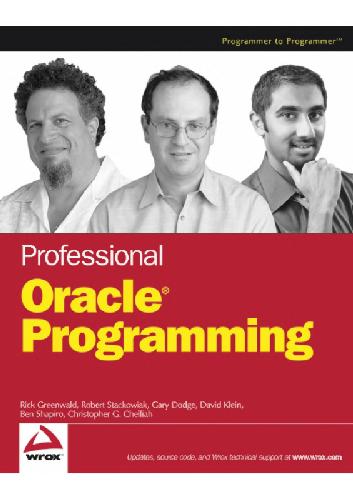 Programmer to Programmer™
Professional
Oracle®
Programming
Rick Greenwald, Robert Stackowiak, Gary Dodge, David Klein,
Ben Shapiro, Christopher G. Chelliah
wrox™
Updates, source code, and Wrox technical support at www.wrox.com